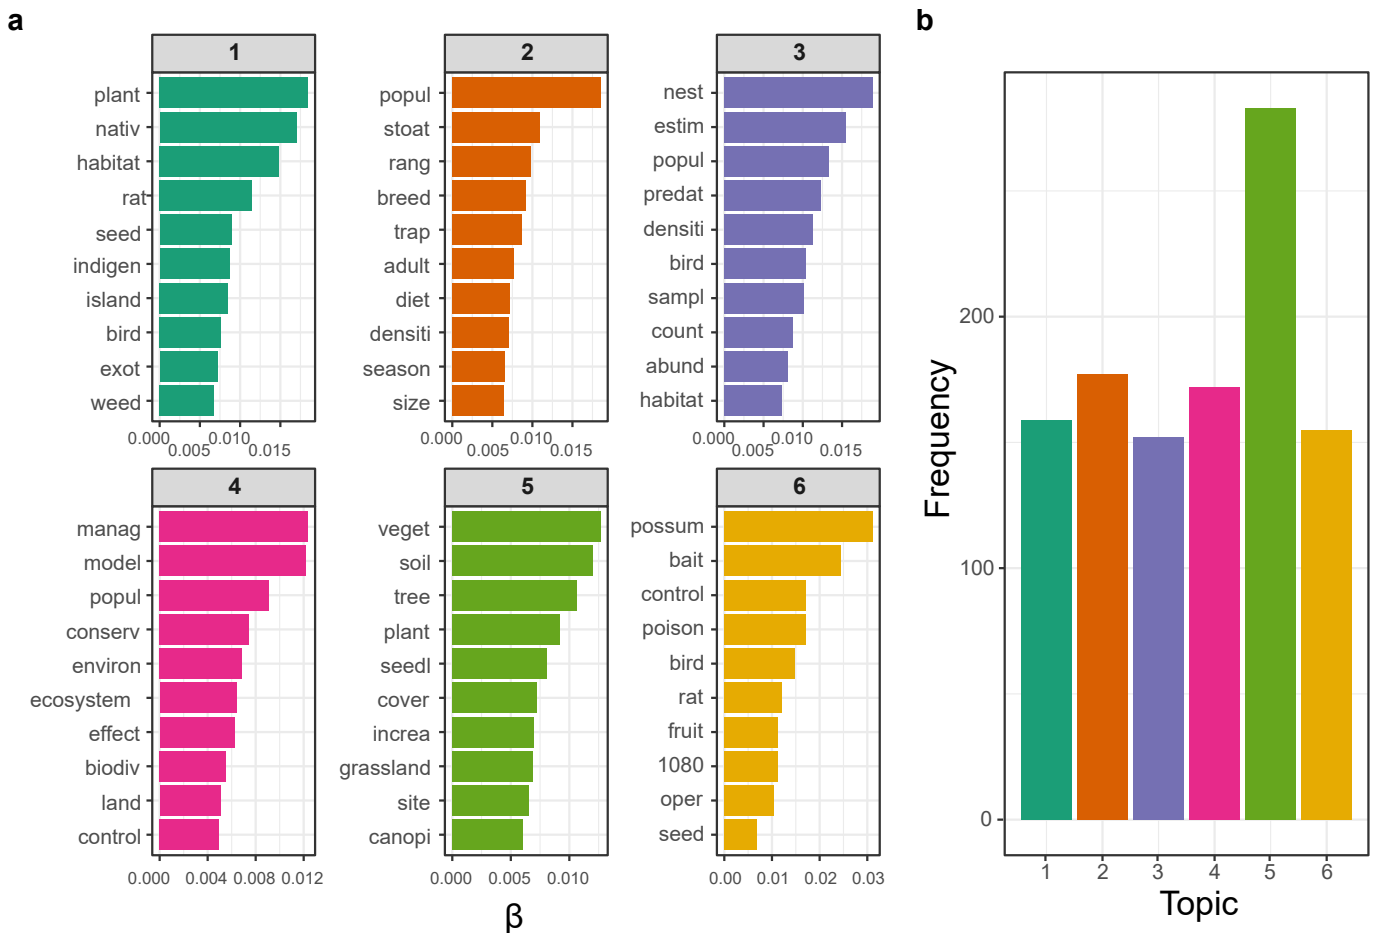 a
b
1
plant
nativ
habitat
rat
seed
indigen
island
bird
exot
weed
0.000
0.005
0.010
0.015
2
popul
stoat
rang
breed
trap
adult
diet
densiti
season
size
0.000
0.005
0.010
0.015
3
nest
estim
popul
predat
densiti
bird
sampl
count
abund
habitat
0.000
0.005
0.010
0.015
4
manag
model
popul
conserv
environ
ecosystem
effect
biodiv
land
control
0.000 0.004 0.008 0.012
5
veget
soil
tree
plant
seedl
cover
increa
grassland
site
canopi
0.000 0.005 0.010
6
possum
bait
control
poison
bird
rat
fruit
1080
oper
seed
0.00 0.01 0.02 0.03
β
Frequency
200
100
0
1 2 3 4 5 6
Topic